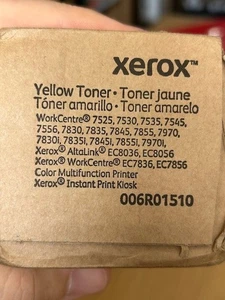 xerox™
Yellow Toner • Toner jaune
Tóner amarillo • Toner amarelo
WorkCentre® 7525, 7530, 7535, 7545,
7556, 7830, 7835, 7845, 7855, 7970,
7830i, 7835i, 7845i, 7855i, 7970i,
Xerox® AltaLink® EC8036, EC8056
Xerox® WorkCentre® EC7836, EC7856
Color Multifunction Printer
Xerox® Instant Print Kiosk
006R01510